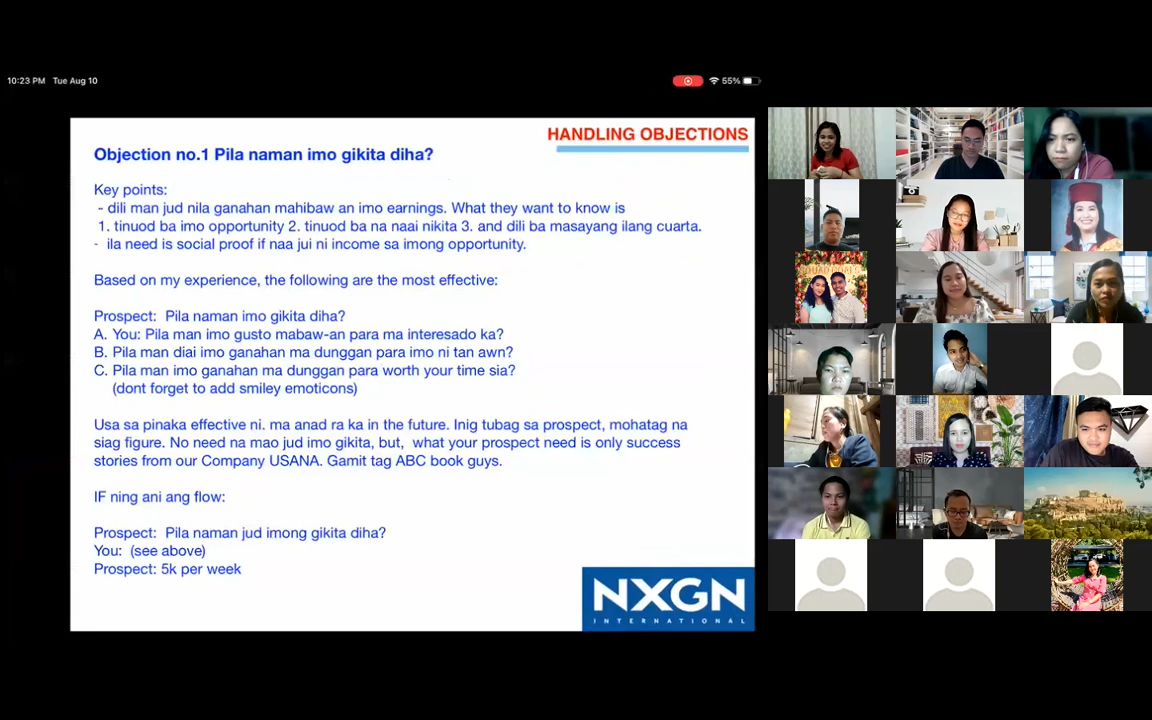 10:23 PM Tue Aug 10
55%
HANDLING OBJECTIONS
Objection no.1 Pila naman imo gikita diha?
Key points:
- dili man jud nila ganahan mahibaw an imo earnings. What they want to know is
1. tinuod ba imo opportunity 2. tinuod ba na naai nikita 3. and dili ba masayang ilang cuarta.
- ila need is social proof if naa jui ni income sa imong opportunity.
Based on my experience, the following are the most effective:
Prospect: Pila naman imo gikita diha?
A. You: Pila man imo gusto mabaw-an para ma interesado ka?
B. Pila man diai imo ganahan ma dunggan para imo ni tan awn?
C. Pila man imo ganahan ma dunggan para worth your time sia?
(dont forget to add smiley emoticons)
Usa sa pinaka effective ni. ma anad ra ka in the future. Inig tubag sa prospect, mohatag na
siag figure. No need na mao jud imo gikita, but, what your prospect need is only success
stories from our Company USANA. Gamit tag ABC book guys.
IF ning ani ang flow:
Prospect: Pila naman jud imong gikita diha?
You: (see above)
Prospect: 5k per week
NXGN
INTERNATIONAL